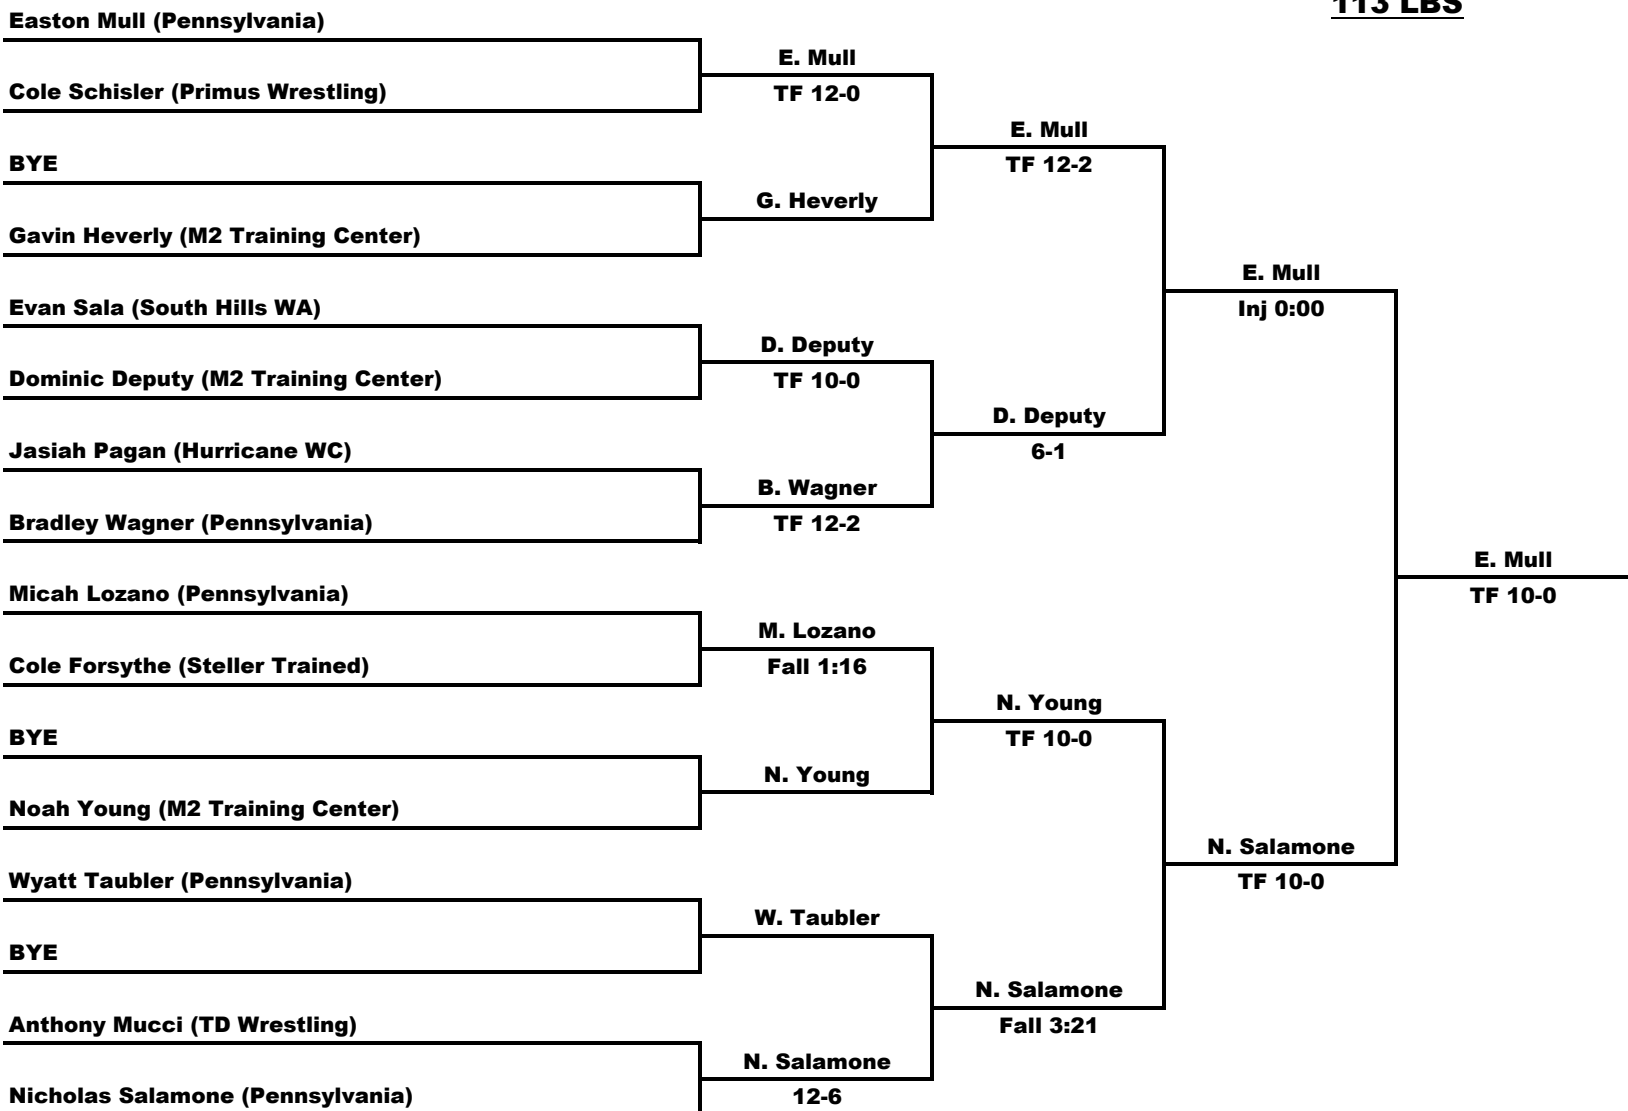 113 LBS
Easton Mull (Pennsylvania)
Cole Schisler (Primus Wrestling)
BYE
Gavin Heverly (M2 Training Center)
Evan Sala (South Hills WA)
Dominic Deputy (M2 Training Center)
Jasiah Pagan (Hurricane WC)
Bradley Wagner (Pennsylvania)
Micah Lozano (Pennsylvania)
Cole Forsythe (Steller Trained)
BYE
Noah Young (M2 Training Center)
Wyatt Taubler (Pennsylvania)
BYE
Anthony Mucci (TD Wrestling)
Nicholas Salamone (Pennsylvania)
E. Mull
TF 12-0
G. Heverly
D. Deputy
TF 10-0
B. Wagner
TF 12-2
M. Lozano
Fall 1:16
N. Young
W. Taubler
N. Salamone
12-6
E. Mull
TF 12-2
D. Deputy
6-1
N. Young
TF 10-0
N. Salamone
Fall 3:21
E. Mull
Inj 0:00
N. Salamone
TF 10-0
E. Mull
TF 10-0